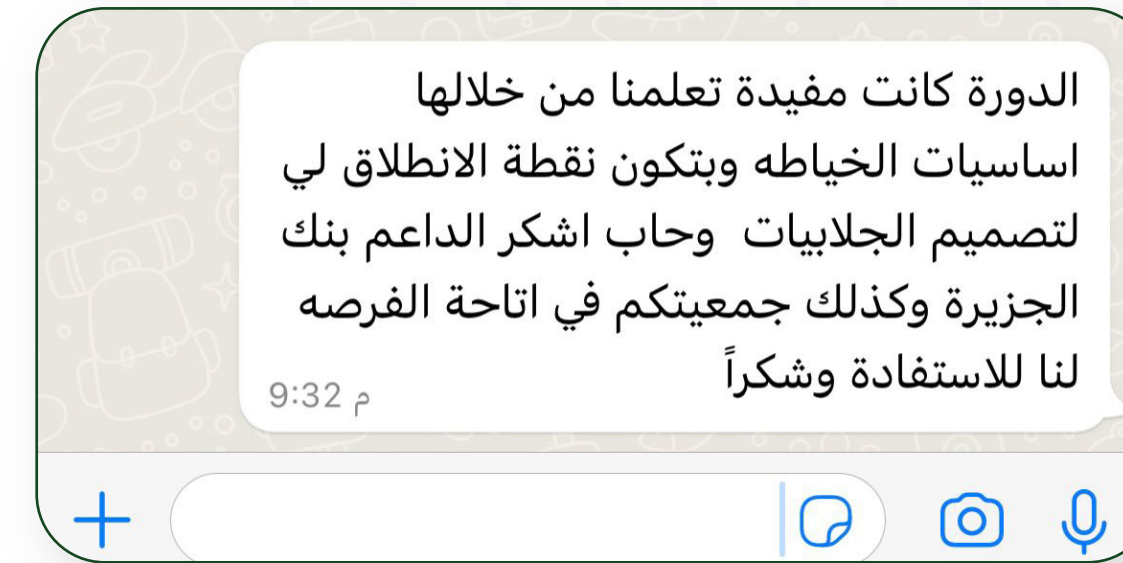 الدورة كانت مفيدة تعلمنا من خلالها
اساسيات الخياطه وبتكون نقطة الانطلاق لي
لتصميم الجلابيات  وحاب اشكر الداعم بنك
الجزيرة وكذلك جمعيتكم في اتاحة الفرصه
لنا للاستفادة وشكراً
9:32 م